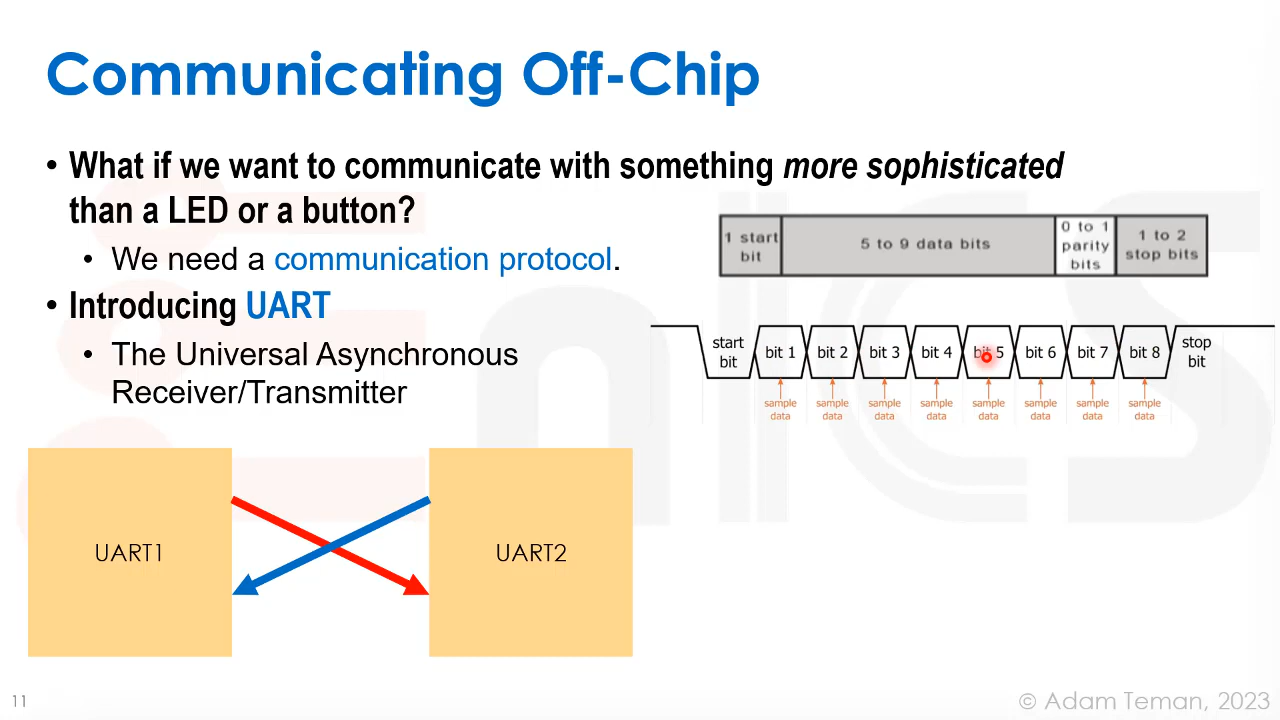 Communicating Off-Chip
• What if we want to communicate with something more sophisticated
than a LED or a button?
• We need a communication protocol.
• Introducing UART
• The Universal Asynchronous
Receiver/Transmitter
1 start
bit
5 to 9 data bits
0 to 1
parity
bits
1 to 2
stop bits
start
bit
bit 1
bit 2
bit 3
bit 4
bit 5
bit 6
bit 7
bit 8
stop
bit
sample
data
sample
data
sample
data
sample
data
sample
data
sample
data
sample
data
sample
data
UART1
UART2
11
© Adam Teman, 2023